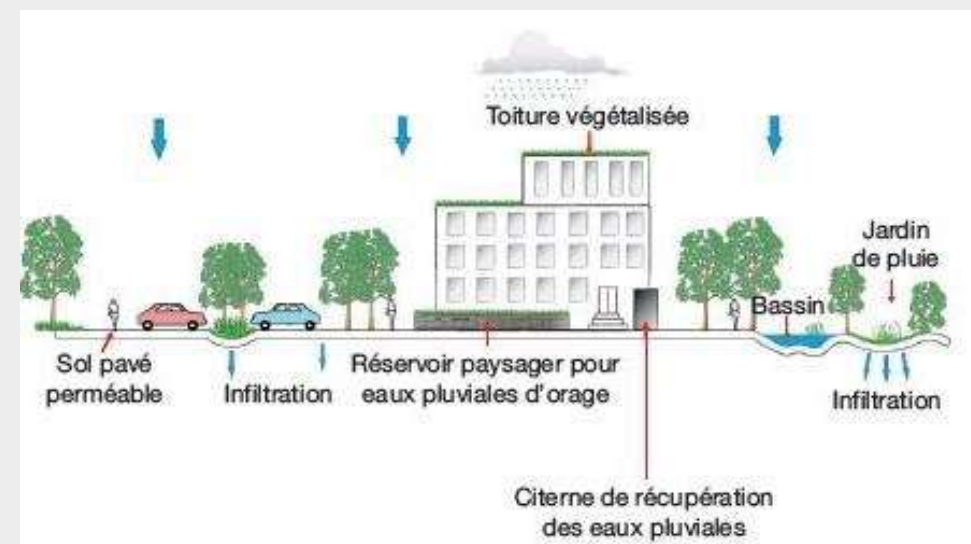 Toiture végétalisée
Jardin
de pluie
Bassin
Sol pavé
perméable
Infiltration
Réservoir paysager pour
eaux pluviales d'orage
Infiltration
Citerne de récupération
des eaux pluviales